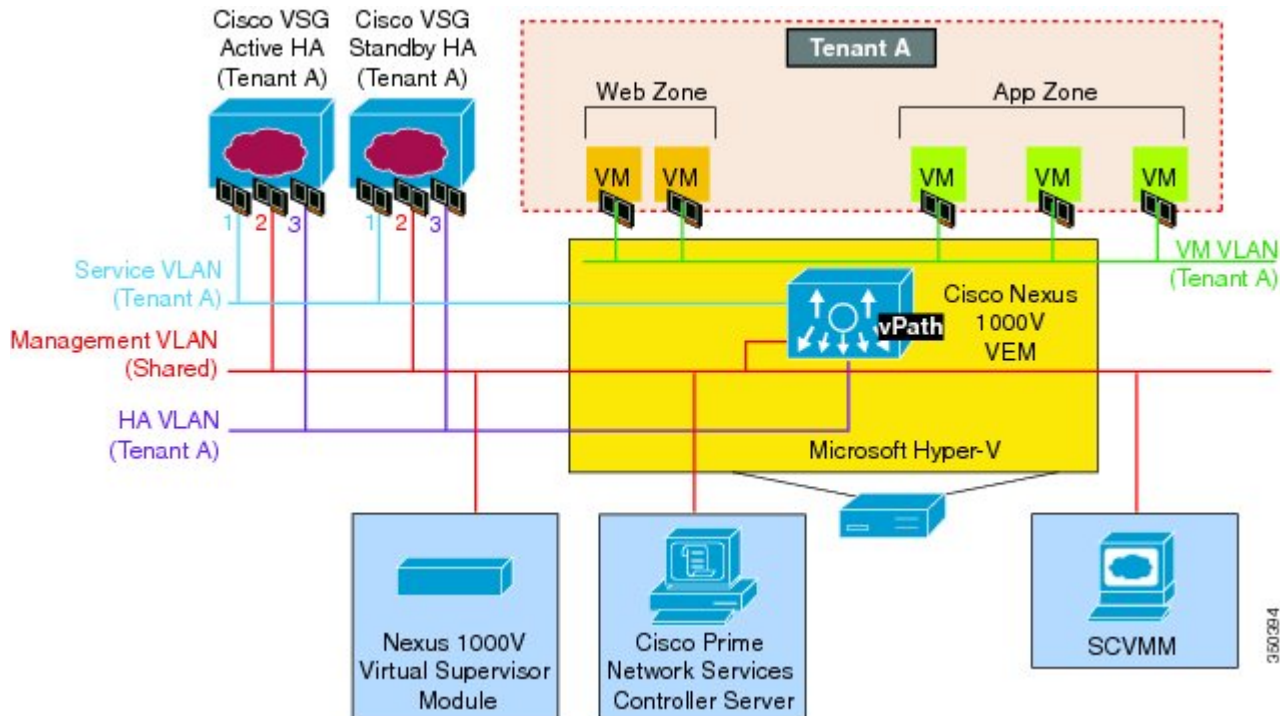 Cisco VSG
Active HA
(Tenant A)
Cisco VSG
Standby HA
(Tenant A)
Tenant A
Web Zone
App Zone
VM
VM
VM
VM
VM
1
2
3
1
2
3
Service VLAN
(Tenant A)
VM VLAN
(Tenant A)
Cisco Nexus
1000V
VEM
vPath
Management VLAN
(Shared)
HA VLAN
(Tenant A)
Microsoft Hyper-V
Nexus 1000V
Virtual Supervisor
Module
Cisco Prime
Network Services
Controller Server
SCVMM
350394